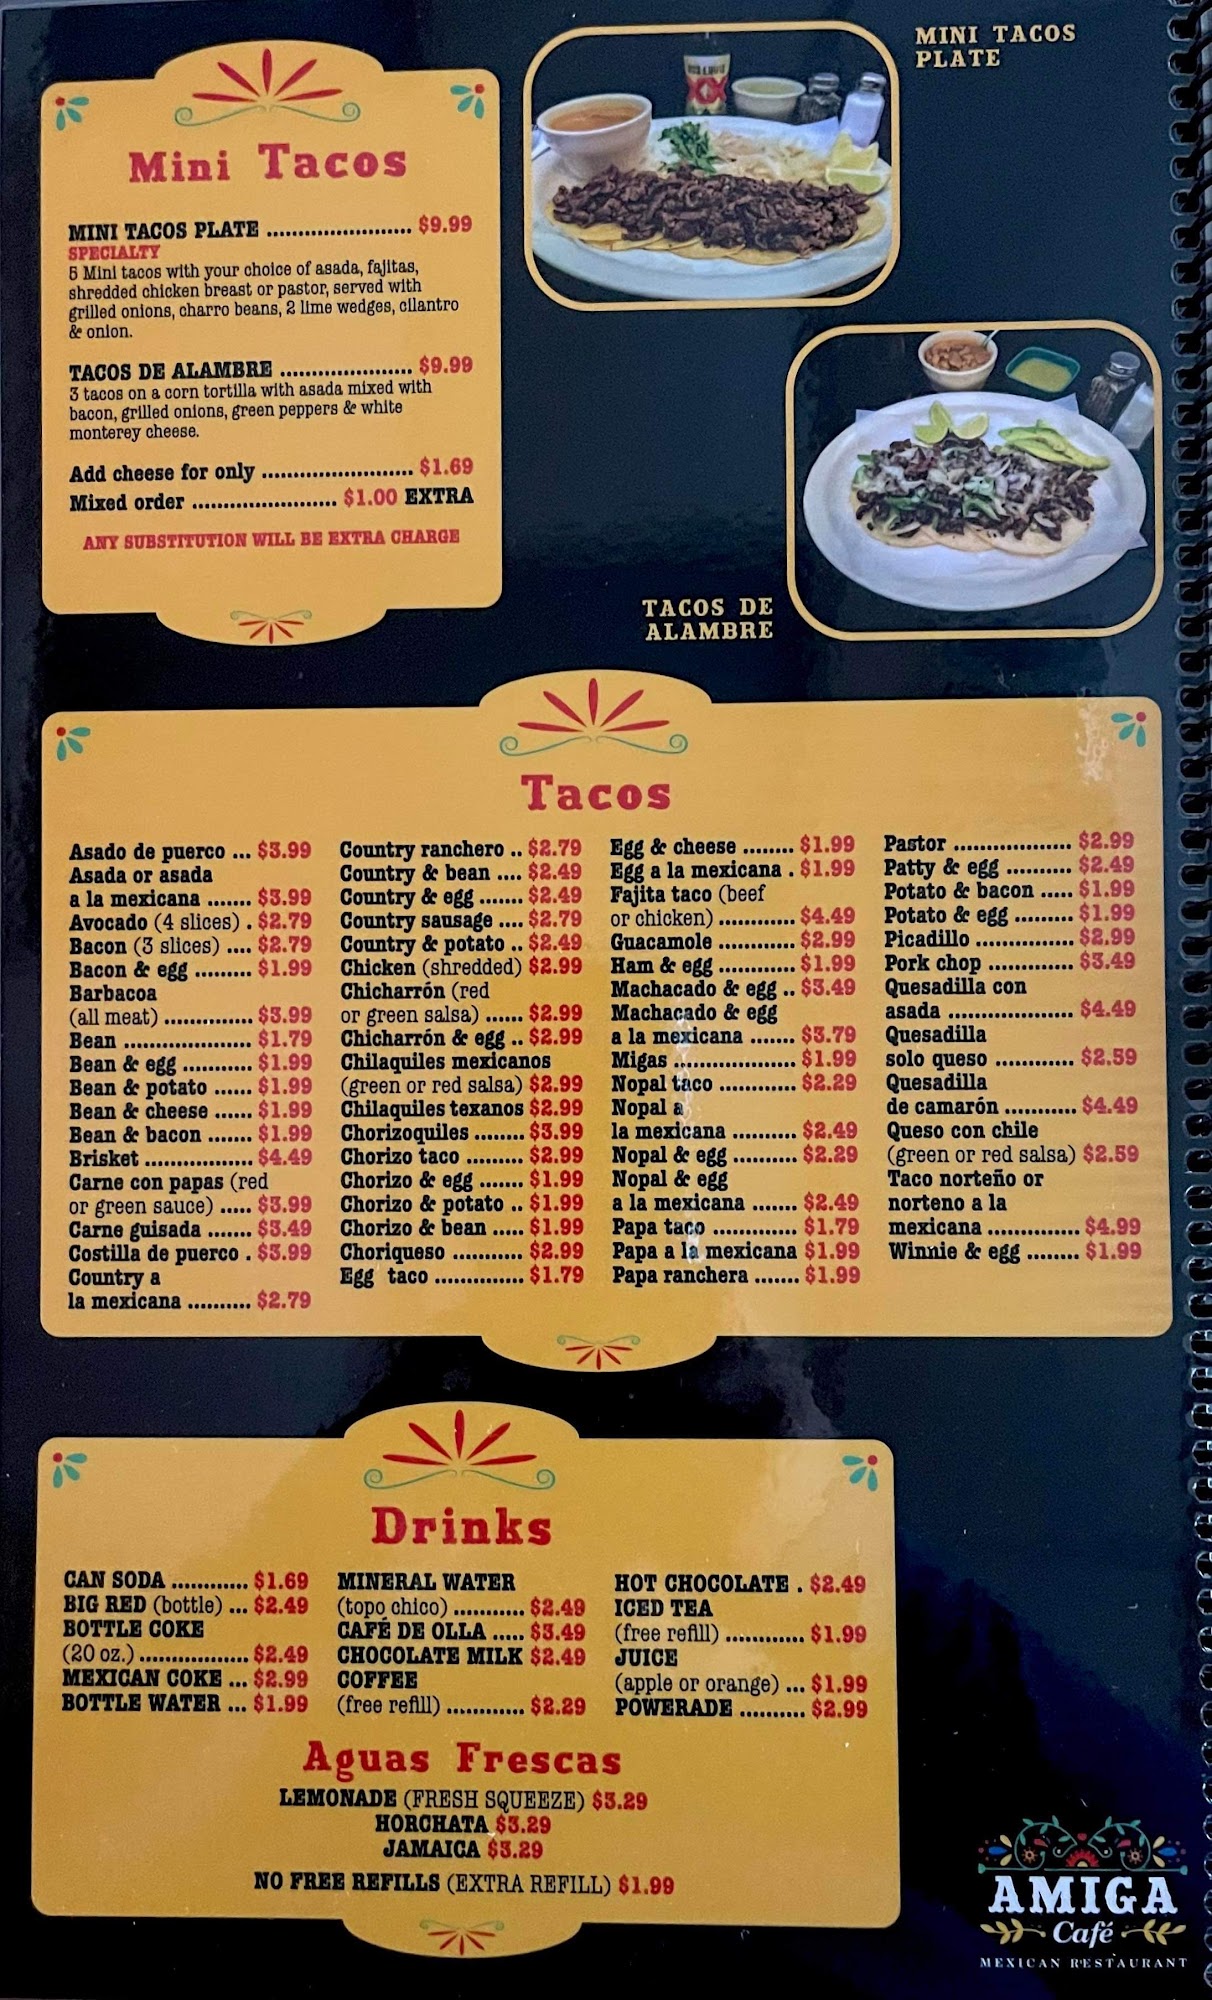 MINI TACOS
PLATE
Mini Tacos
MINI TACOS PLATE ........................ $9.99
SPECIALTY
5 Mini tacos with your choice of asada, fajitas,
shredded chicken breast or pastor, served with
grilled onions, charro beans, 2 lime wedges, cilantro
& onion.
TACOS DE ALAMBRE ...................... $9.99
3 tacos on a corn tortilla with asada mixed with
bacon, grilled onions, green peppers & white
monterey cheese.
Add cheese for only ......................... $1.69
Mixed order ........................ $1.00 EXTRA
ANY SUBSTITUTION WILL BE EXTRA CHARGE
TACOS DE
ALAMBRE
Tacos
Asado de puerco ... $3.99
Asada or asada
a la mexicana ....... $3.99
Avocado (4 slices) . $2.79
Bacon (3 slices) .... $2.79
Bacon & egg ......... $1.99
Barbacoa
(all meat) .............. $3.99
Bean ..................... $1.79
Bean & egg ............ $1.99
Bean & potato ...... $1.99
Bean & cheese ...... $1.99
Bean & bacon ....... $1.99
Brisket ................. $4.49
Carne con papas (red
or green sauce) ..... $3.99
Carne guisada ....... $3.49
Costilla de puerco . $3.99
Country a
la mexicana .......... $2.79
Country ranchero .. $2.79
Country & bean .... $2.49
Country & egg ....... $2.49
Country sausage .... $2.79
Country & potato .. $2.49
Chicken (shredded) $2.99
Chicharrón (red
or green salsa) ...... $2.99
Chicharrón & egg .. $2.99
Chilaquiles mexicanos
(green or red salsa) $2.99
Chilaquiles texanos $2.99
Chorizoquiles ........ $3.99
Chorizo taco ......... $2.99
Chorizo & egg ....... $1.99
Chorizo & potato .. $1.99
Chorizo & bean ..... $1.99
Choriqueso ........... $2.99
Egg taco .............. $1.79
Egg & cheese ........ $1.99
Egg a la mexicana . $1.99
Fajita taco (beef
or chicken) ............ $4.49
Guacamole ............ $2.99
Ham & egg ............ $1.99
Machacado & egg .. $3.49
Machacado & egg
a la mexicana ....... $3.79
Migas ................... $1.99
Nopal taco ............ $2.29
Nopal a
la mexicana .......... $2.49
Nopal & egg .......... $2.29
Nopal & egg
a la mexicana ....... $2.49
Papa taco ............. $1.79
Papa a la mexicana $1.99
Papa ranchera ....... $1.99
Pastor ................... $2.99
Patty & egg .......... $2.49
Potato & bacon ..... $1.99
Potato & egg ......... $1.99
Picadillo ............... $2.99
Pork chop ............. $3.49
Quesadilla con
asada .................... $4.49
Quesadilla
solo queso ............ $2.59
Quesadilla
de camarón ........... $4.49
Queso con chile
(green or red salsa) $2.59
Taco norteño or
norteno a la
mexicana .............. $4.99
Winnie & egg ........ $1.99
Drinks
CAN SODA ............ $1.69
BIG RED (bottle) ... $2.49
BOTTLE COKE
(20 oz.) ................. $2.49
MEXICAN COKE ... $2.99
BOTTLE WATER ... $1.99
MINERAL WATER
(topo chico) ........... $2.49
CAFÉ DE OLLA ..... $3.49
CHOCOLATE MILK $2.49
COFFEE
(free refill) ............ $2.29
HOT CHOCOLATE . $2.49
ICED TEA
(free refill) ............ $1.99
JUICE
(apple or orange) ... $1.99
POWERADE .......... $2.99
Aguas Frescas
LEMONADE (FRESH SQUEEZE) $3.29
HORCHATA $3.29
JAMAICA $3.29
NO FREE REFILLS (EXTRA REFILL) $1.99
AMIGA
Café
MEXICAN RESTAURANT